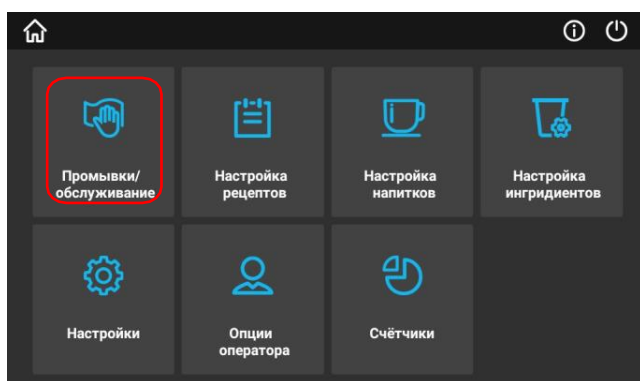 Промывки/
обслуживание
Настройка
рецептов
Настройка
напитков
Настройка
ингридиентов
Настройки
Опции
оператора
Счётчики